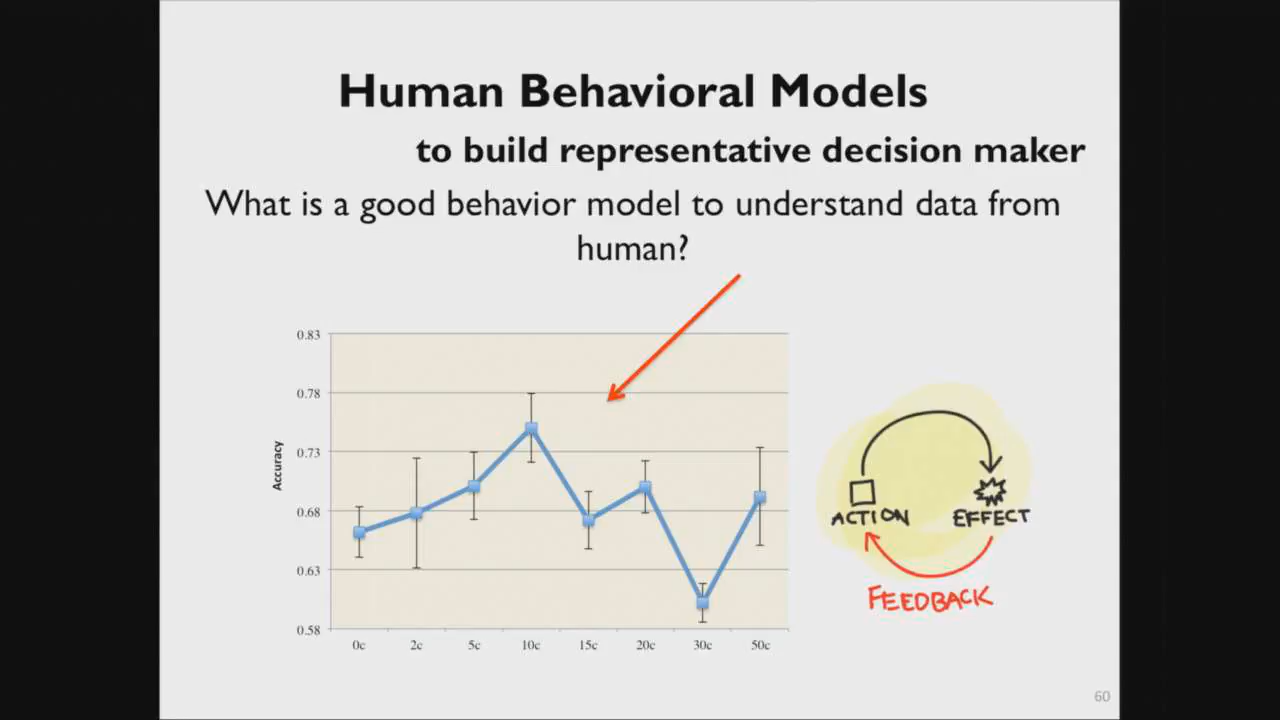 Human Behavioral Models
to build representative decision maker
What is a good behavior model to understand data from
human?
0.83
0.78
0.73
0.68
0.63
0.58
Accuracy
0c 2c 5c 10c 15c 20c 30c 50c
ACTION EFFECT
FEEDBACK
60